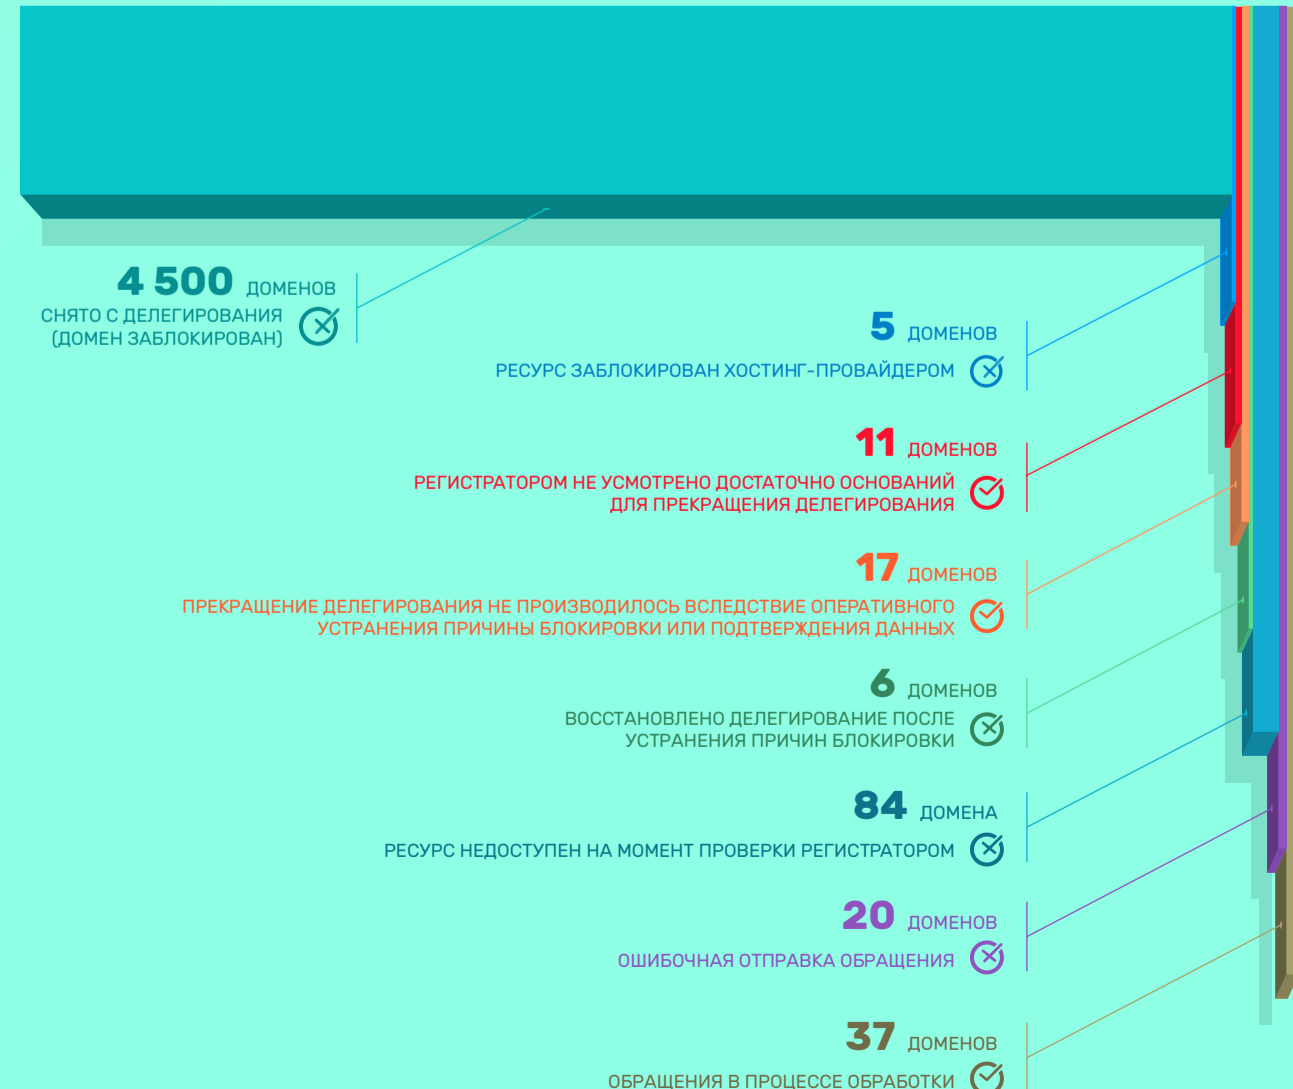 4 500 ДОМЕНОВ
СНЯТО С ДЕЛЕГИРОВАНИЯ
(ДОМЕН ЗАБЛОКИРОВАН)
5 ДОМЕНОВ
РЕСУРС ЗАБЛОКИРОВАН ХОСТИНГ-ПРОВАЙДЕРОМ
11 ДОМЕНОВ
РЕГИСТРАТОРОМ НЕ УСМОТРЕНО ДОСТАТОЧНО ОСНОВАНИЙ
ДЛЯ ПРЕКРАЩЕНИЯ ДЕЛЕГИРОВАНИЯ
17 ДОМЕНОВ
ПРЕКРАЩЕНИЕ ДЕЛЕГИРОВАНИЯ НЕ ПРОИЗВОДИЛОСЬ ВСЛЕДСТВИЕ ОПЕРАТИВНОГО
УСТРАНЕНИЯ ПРИЧИНЫ БЛОКИРОВКИ ИЛИ ПОДТВЕРЖДЕНИЯ ДАННЫХ
6 ДОМЕНОВ
ВОССТАНОВЛЕНО ДЕЛЕГИРОВАНИЕ ПОСЛЕ
УСТРАНЕНИЯ ПРИЧИН БЛОКИРОВКИ
84 ДОМЕНА
РЕСУРС НЕДОСТУПЕН НА МОМЕНТ ПРОВЕРКИ РЕГИСТРАТОРОМ
20 ДОМЕНОВ
ОШИБОЧНАЯ ОТПРАВКА ОБРАЩЕНИЯ
37 ДОМЕНОВ
ОБРАЩЕНИЯ В ПРОЦЕССЕ ОБРАБОТКИ